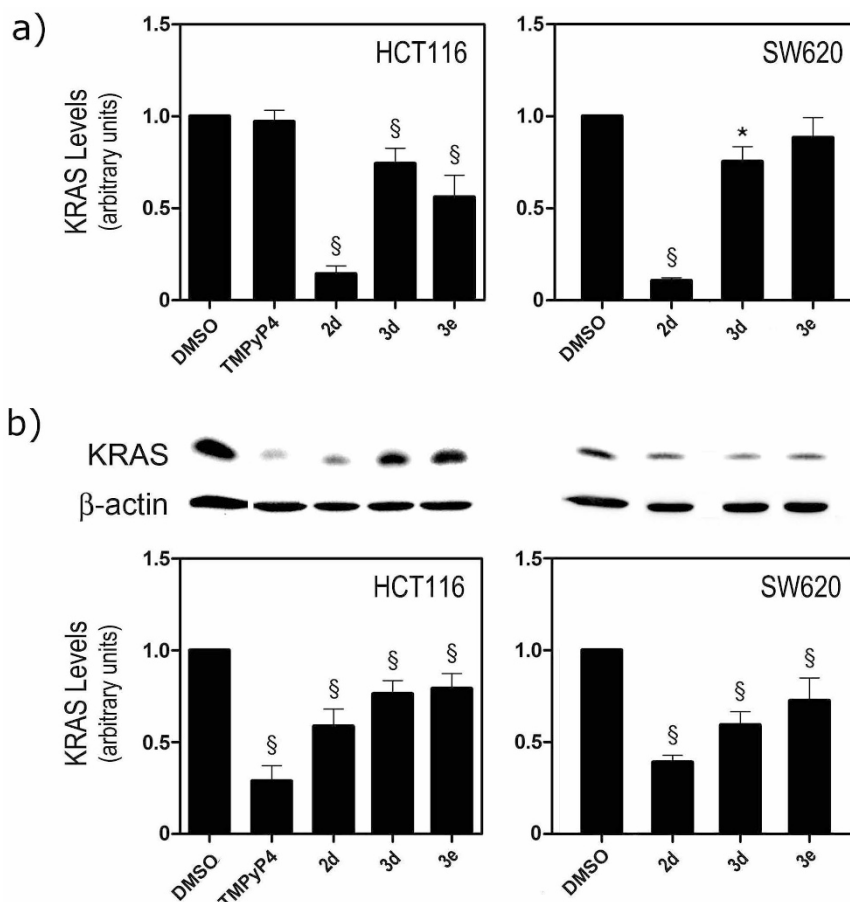 a)
HCT116
KRAS Levels
(arbitrary units)
1.5
1.0
0.5
0
§
§
§
DMSO
TMPyP4
2d
3d
3e
SW620
1.5
1.0
0.5
0
§
*
DMSO
2d
3d
3e
b)
KRAS
β-actin
HCT116
KRAS Levels
(arbitrary units)
1.5
1.0
0.5
0
§
§
§
§
DMSO
TMPyP4
2d
3d
3e
SW620
1.5
1.0
0.5
0
§
§
§
DMSO
2d
3d
3e